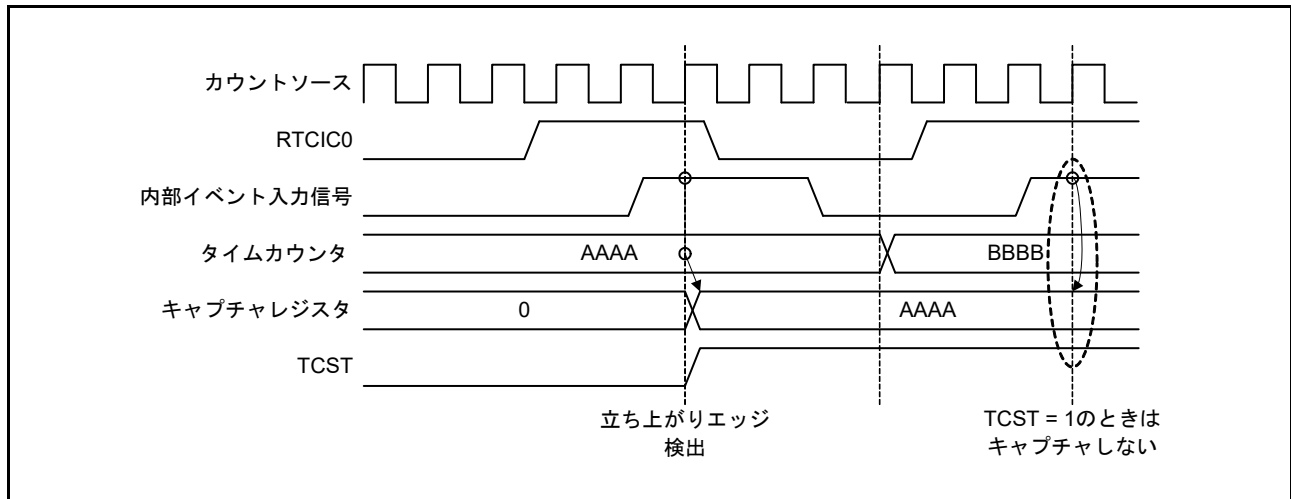 カウントソース
RTCIC0
内部イベント入力信号
タイムカウンタ
AAAA
BBBB
キャプチャレジスタ
0
AAAA
TCST
立ち上がりエッジ
検出
TCST = 1のときは
キャプチャしない